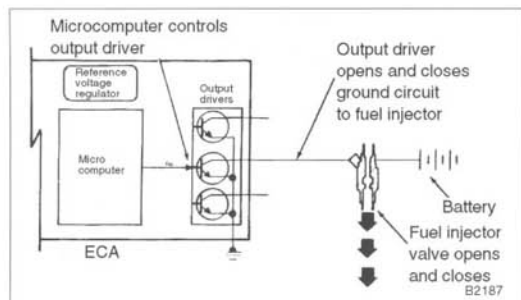 Microcomputer controls
output driver
Reference
voltage
regulator
Output
drivers
Micro
computer
ECA
Output driver
opens and closes
ground circuit
to fuel injector
Battery
Fuel injector
valve opens
and closes
B2187